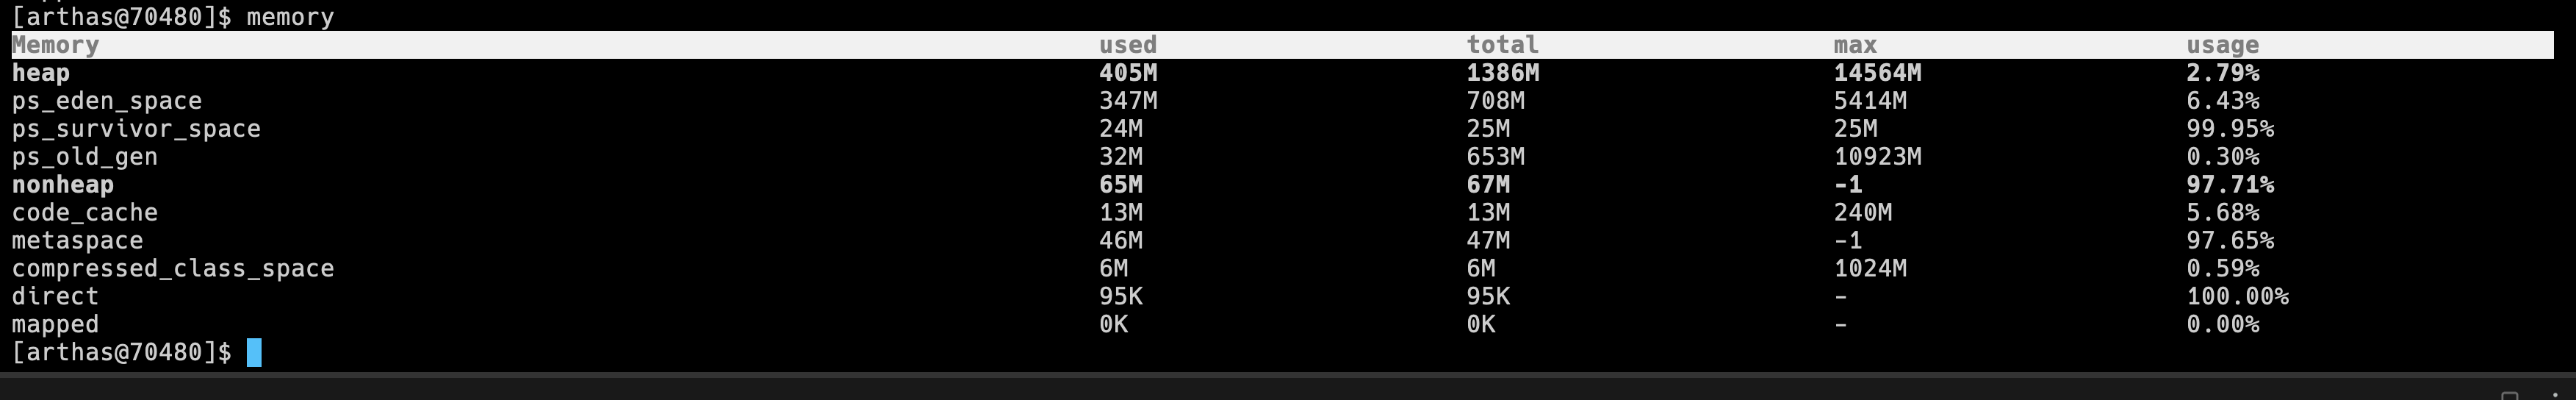 [arthas@70480]$ memory
Memory used total max usage
heap 405M 1386M 14564M 2.79%
ps_eden_space 347M 708M 5414M 6.43%
ps_survivor_space 24M 25M 25M 99.95%
ps_old_gen 32M 653M 10923M 0.30%
nonheap 65M 67M -1 97.71%
code_cache 13M 13M 240M 5.68%
metaspace 46M 47M -1 97.65%
compressed_class_space 6M 6M 1024M 0.59%
direct 95K 95K - 100.00%
mapped 0K 0K - 0.00%
[arthas@70480]$